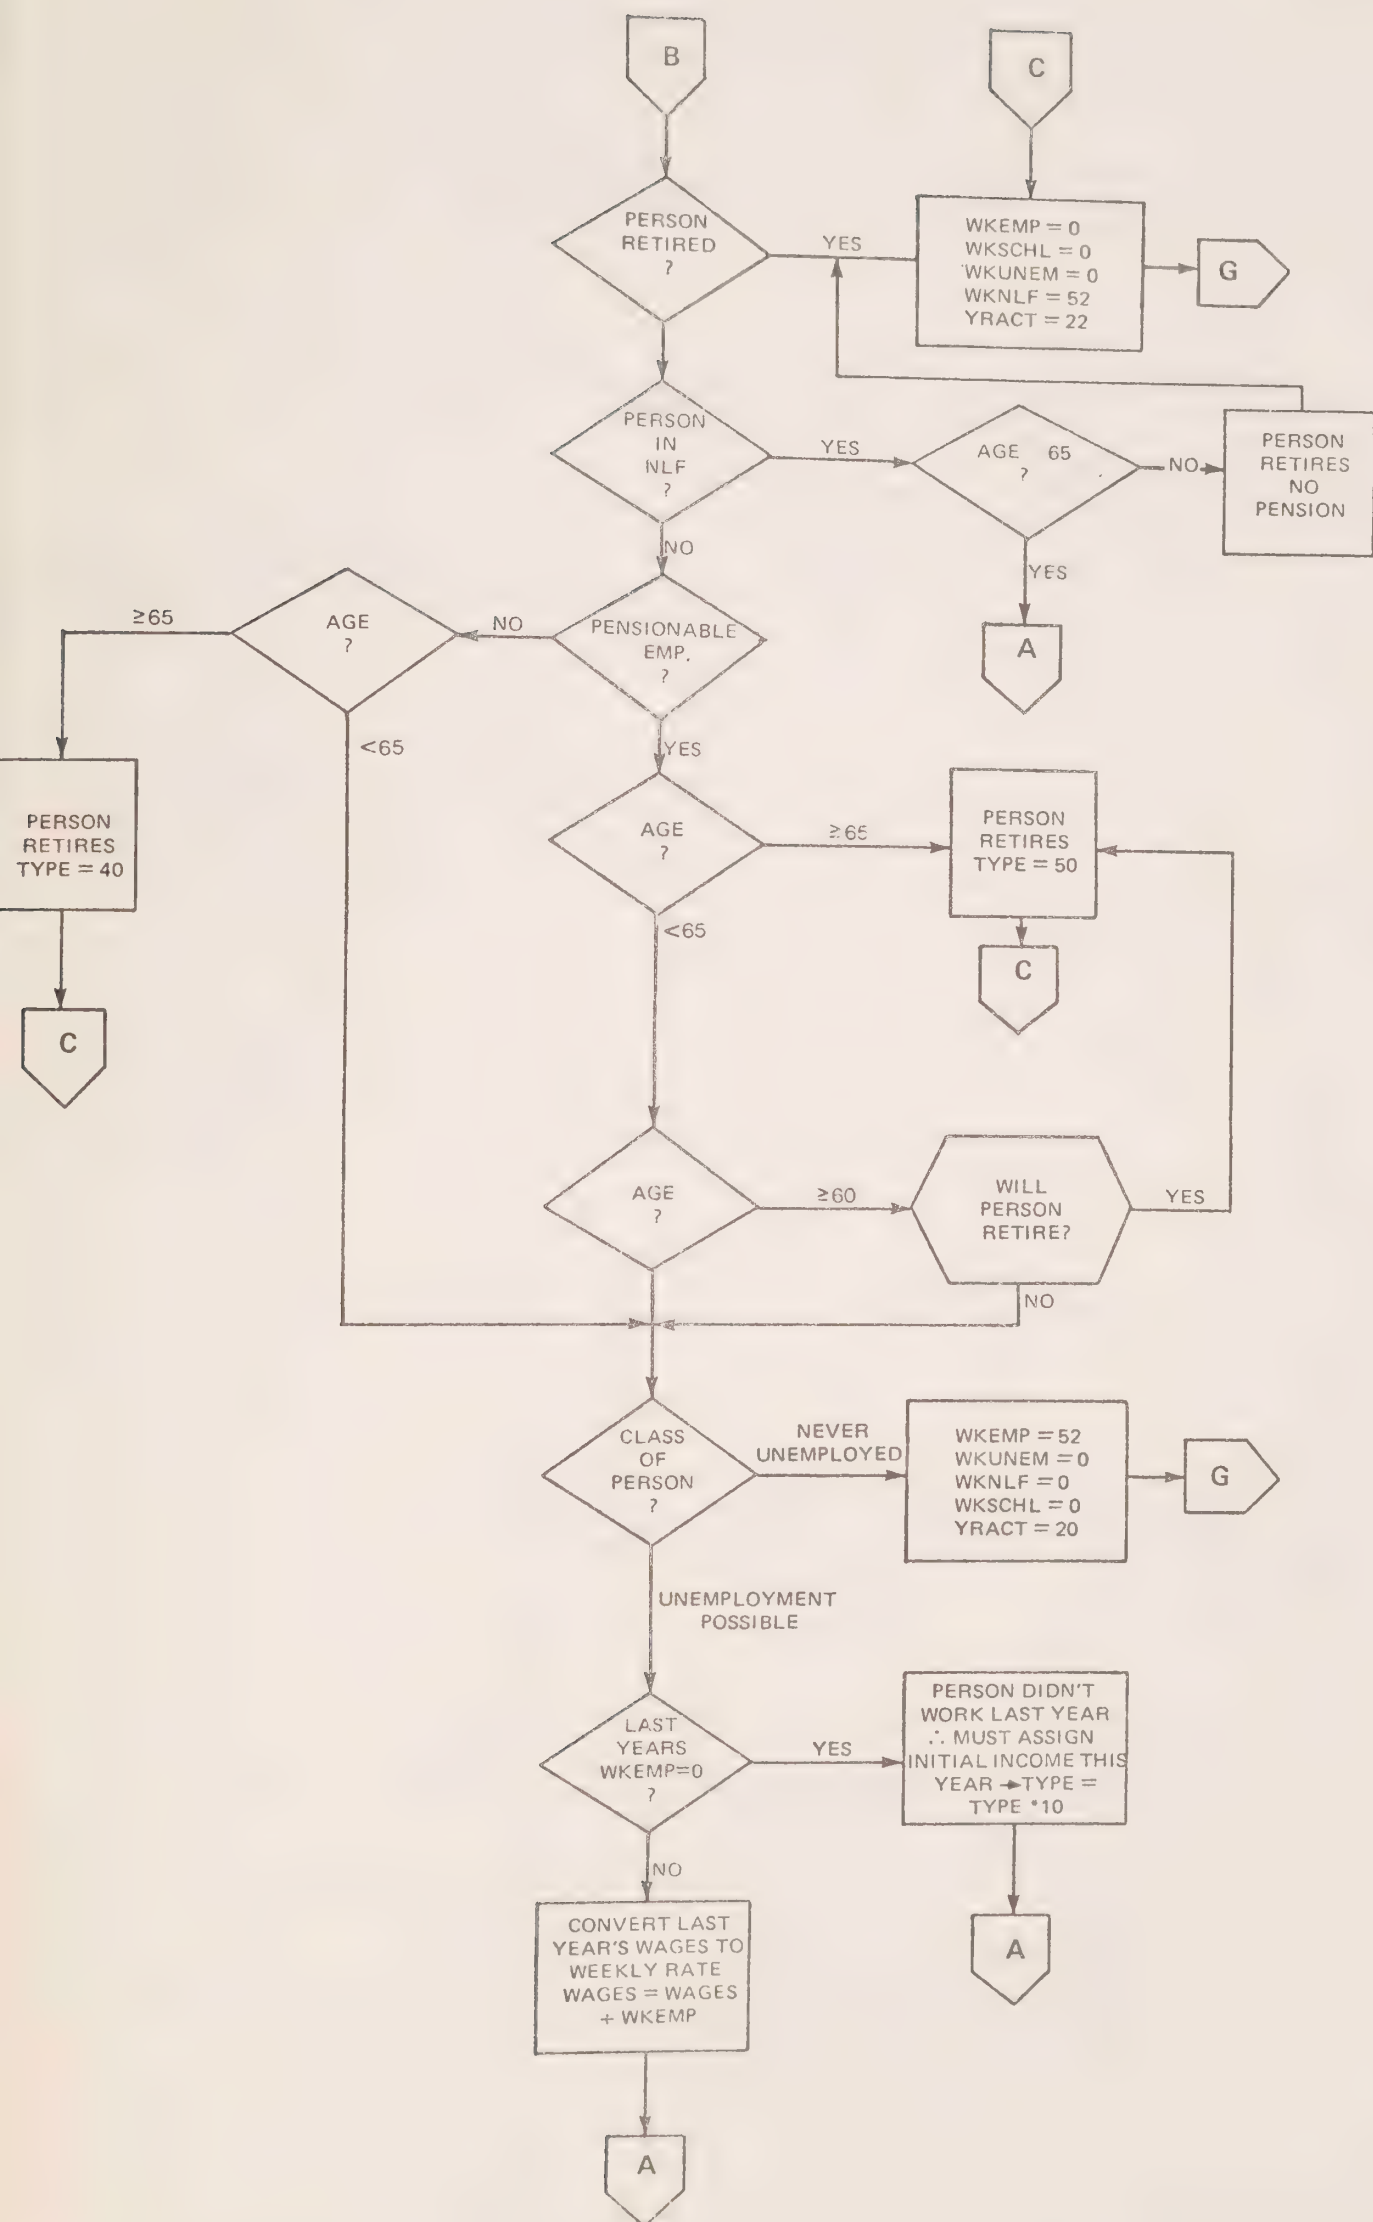 B
C
PERSON
RETIRED
?
YES
WKEMP = 0
WKSCHL = 0
WKUNEM = 0
WKNLF = 52
YRACT = 22
G
PERSON
IN
NLF
?
YES
AGE 65
?
NO
PERSON
RETIRES
NO
PENSION
NO
YES
A
≥65
AGE
?
NO
PENSIONABLE
EMP.
?
<65
YES
PERSON
RETIRES
TYPE = 40
C
AGE
?
≥65
PERSON
RETIRES
TYPE = 50
C
<65
AGE
?
≥60
WILL
PERSON
RETIRE?
YES
NO
CLASS
OF
PERSON
?
NEVER
UNEMPLOYED
WKEMP = 52
WKUNEM = 0
WKNLF = 0
WKSCHL = 0
YRACT = 20
G
UNEMPLOYMENT
POSSIBLE
LAST
YEARS
WKEMP=0
?
YES
PERSON DIDN'T
WORK LAST YEAR
∴ MUST ASSIGN
INITIAL INCOME THIS
YEAR → TYPE =
TYPE *10
A
NO
CONVERT LAST
YEAR'S WAGES TO
WEEKLY RATE
WAGES = WAGES
÷ WKEMP
A